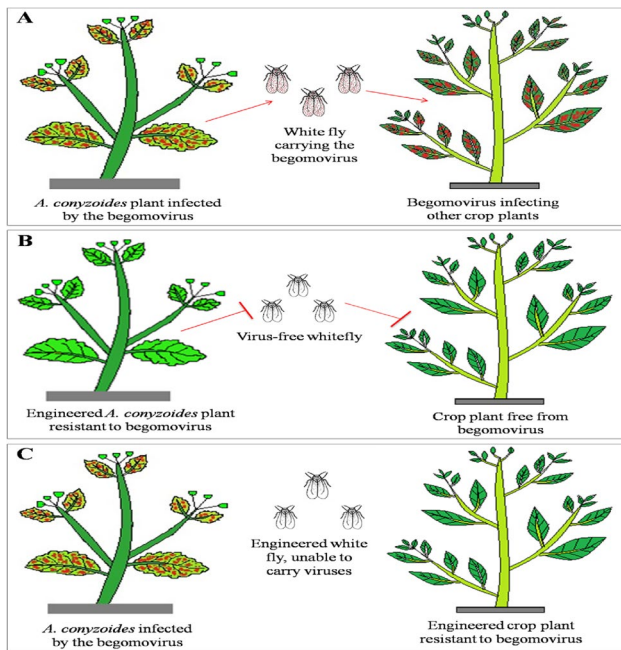 A
A. conyzoides plant infected
by the begomovirus
White fly
carrying the
begomovirus
Begomovirus infecting
other crop plants
B
Engineered A. conyzoides plant
resistant to begomovirus
Virus-free whitefly
Crop plant free from
begomovirus
C
A. conyzoides infected
by the begomovirus
Engineered white
fly, unable to
carry viruses
Engineered crop plant
resistant to begomovirus